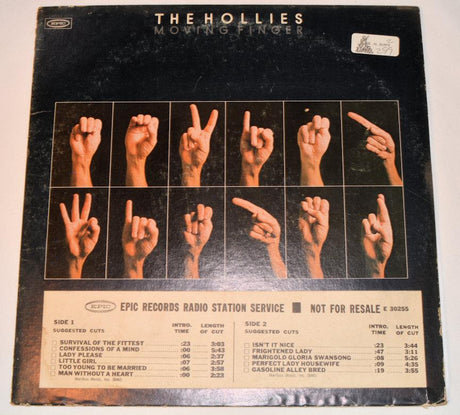 EPIC
THE HOLLIES
MOVING FINGER
EPIC
EPIC RECORDS RADIO STATION SERVICE
NOT FOR RESALE E 30255
SIDE 1
SUGGESTED CUTS INTRO. TIME LENGTH OF CUT
SURVIVAL OF THE FITTEST :23 3:03
CONFESSIONS OF A MIND :00 5:43
LADY PLEASE :06 2:37
LITTLE GIRL :07 2:57
TOO YOUNG TO BE MARRIED :06 3:58
MAN WITHOUT A HEART :00 2:23
SIDE 2
SUGGESTED CUTS INTRO. TIME LENGTH OF CUT
ISN'T IT NICE :23 3:44
FRIGHTENED LADY :47 3:11
MARIGOLD GLORIA SWANSONG :08 5:26
PERFECT LADY HOUSEWIFE :09 4:35
GASOLINE ALLEY BRED :19 3:55